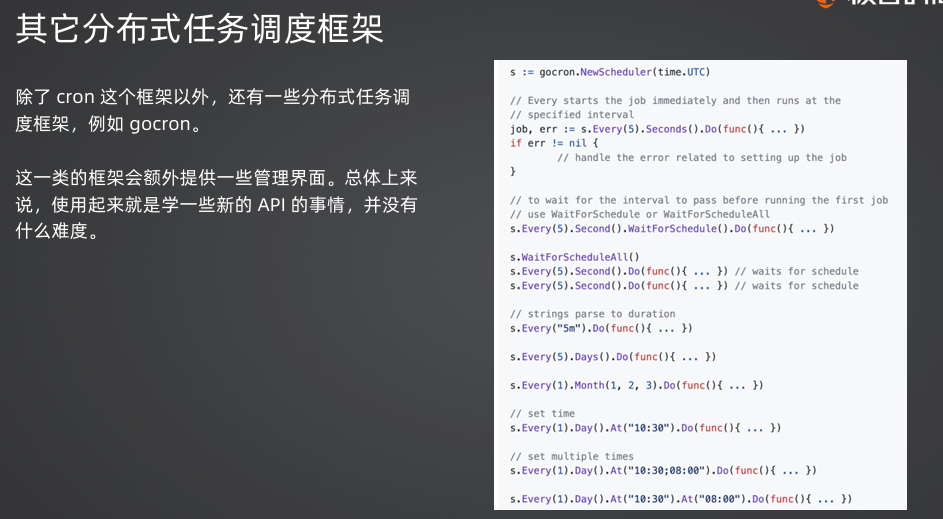 其它分布式任务调度框架
除了 cron 这个框架以外，还有一些分布式任务调
度框架，例如 gocron。
这一类的框架会额外提供一些管理界面。总体上来
说，使用起来就是学一些新的 API 的事情，并没有
什么难度。
s := gocron.NewScheduler(time.UTC)
// Every starts the job immediately and then runs at the
// specified interval
job, err := s.Every(5).Seconds().Do(func(){ ... })
if err != nil {
// handle the error related to setting up the job
}
// to wait for the interval to pass before running the first job
// use WaitForSchedule or WaitForScheduleAll
s.Every(5).Second().WaitForSchedule().Do(func(){ ... })
s.WaitForScheduleAll()
s.Every(5).Second().Do(func(){ ... }) // waits for schedule
s.Every(5).Second().Do(func(){ ... }) // waits for schedule
// strings parse to duration
s.Every("5m").Do(func(){ ... })
s.Every(5).Days().Do(func(){ ... })
s.Every(1).Month(1, 2, 3).Do(func(){ ... })
// set time
s.Every(1).Day().At("10:30").Do(func(){ ... })
// set multiple times
s.Every(1).Day().At("10:30;08:00").Do(func(){ ... })
s.Every(1).Day().At("10:30").At("08:00").Do(func(){ ... })